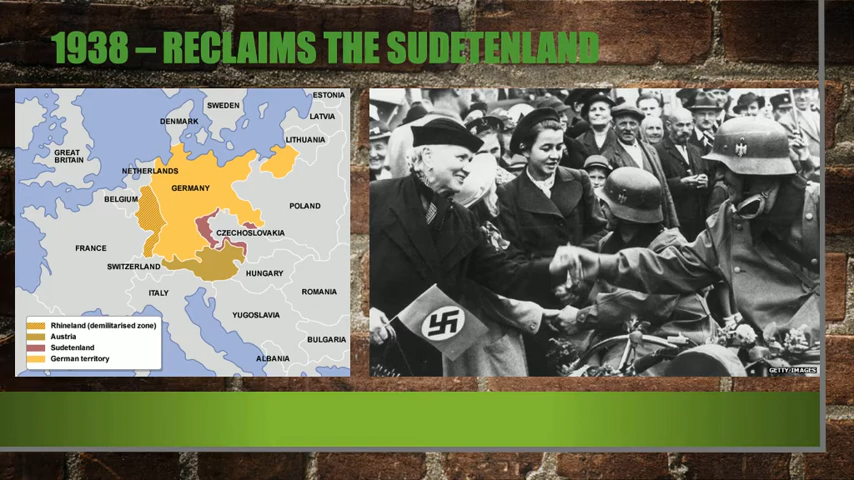 1938 – RECLAIMS THE SUDETENLAND
ESTONIA
SWEDEN
LATVIA
DENMARK
LITHUANIA
GREAT
BRITAIN
NETHERLANDS
GERMANY
BELGIUM
POLAND
CZECHOSLOVAKIA
FRANCE
SWITZERLAND
HUNGARY
ITALY
ROMANIA
YUGOSLAVIA
BULGARIA
ALBANIA
Rhineland (demilitarised zone)
Austria
Sudetenland
German territory
GETTY IMAGES